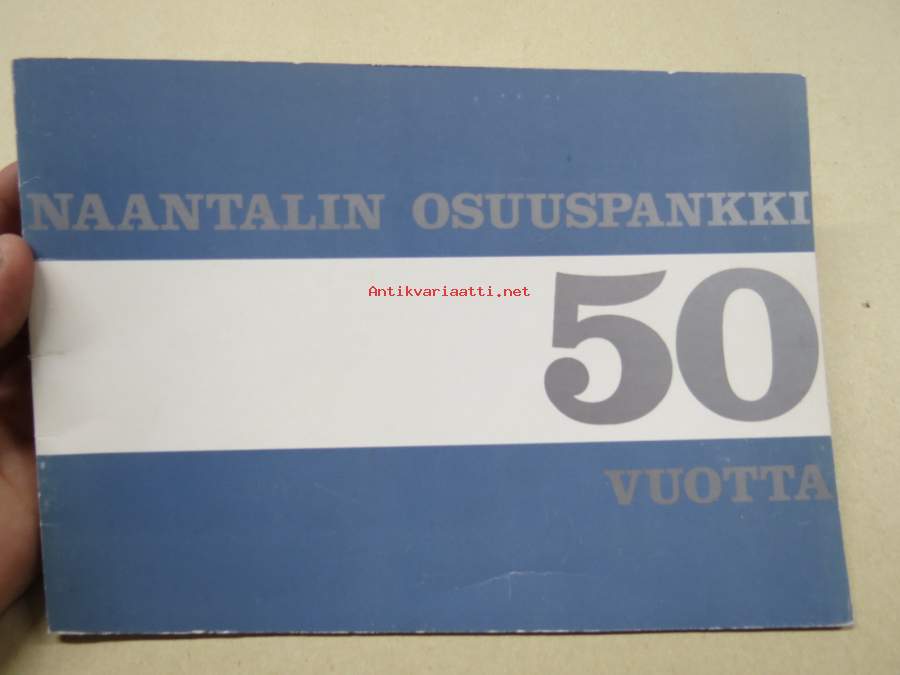 NAANTALIN OSUUSPANKKI
Antikvariaatti.net
50
VUOTTA